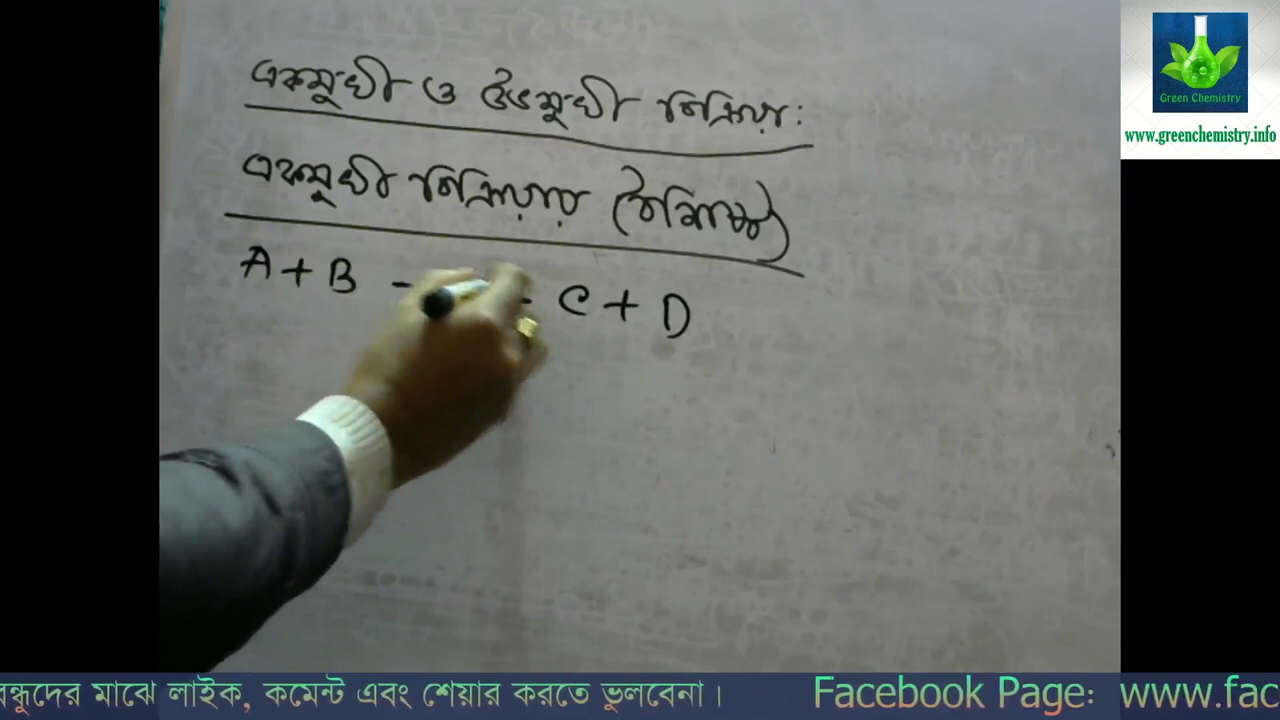 একমুখী ও উভমুখী বিক্রিয়া:
একমুখী বিক্রিয়ার বৈশিষ্ট্য
A + B - - C + D
Green Chemistry
www.greenchemistry.info
বন্ধুদের মাঝে লাইক, কমেন্ট এবং শেয়ার করতে ভুলবেনা। Facebook Page: www.fac